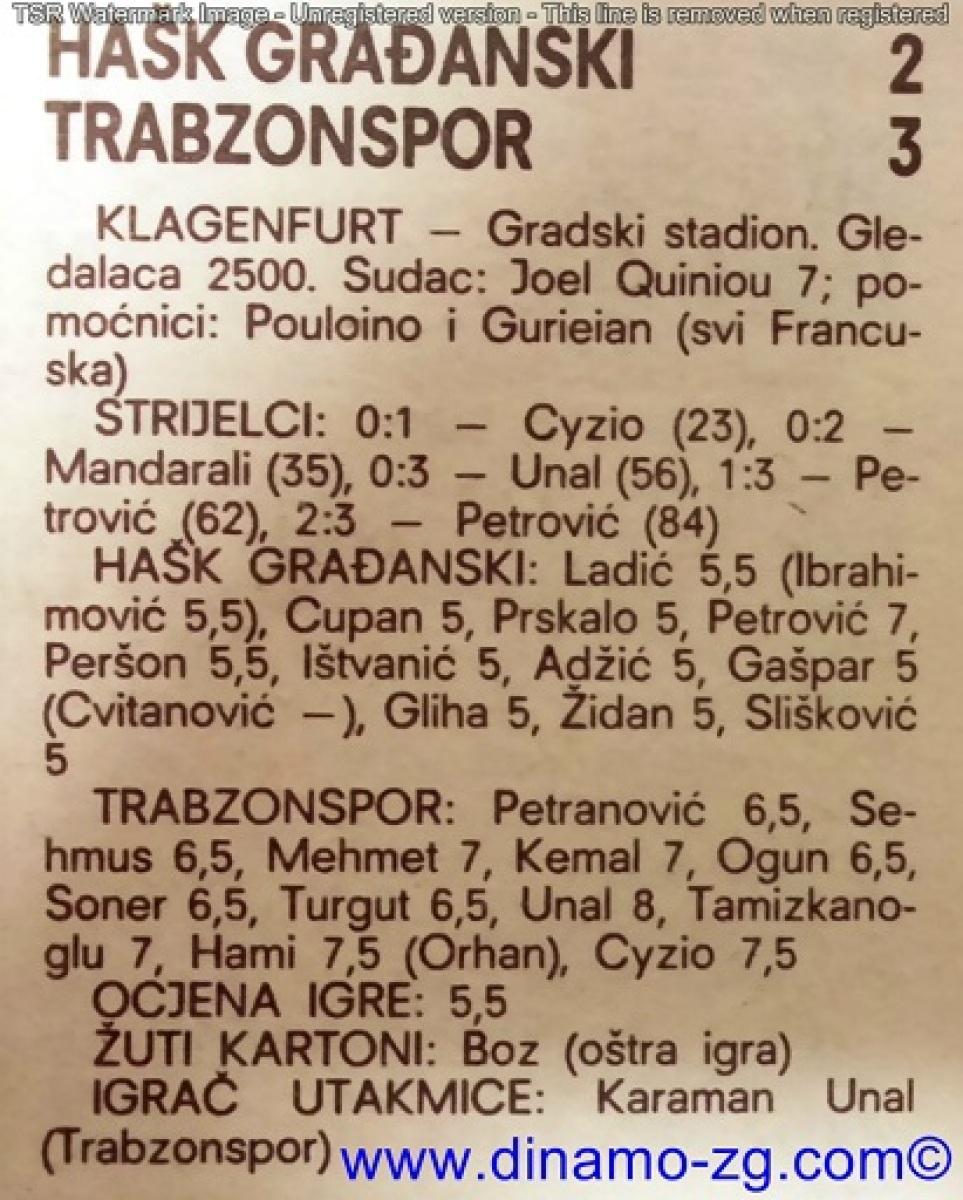 TSR Watermark Image - Unregistered version - This line is removed when registered
HAŠK GRAĐANSKI 2
TRABZONSPOR 3
KLAGENFURT — Gradski stadion. Gle-
dalaca 2500. Sudac: Joel Quiniou 7; po-
moćnici: Pouloino i Gurieian (svi Francu-
ska)
STRIJELCI: 0:1 — Cyzio (23), 0:2 —
Mandarali (35), 0:3 — Unal (56), 1:3 — Pe-
trović (62), 2:3 — Petrović (84)
HAŠK GRAĐANSKI: Ladić 5,5 (Ibrahi-
mović 5,5), Cupan 5, Prskalo 5, Petrović 7,
Peršon 5,5, Ištvanić 5, Adžić 5, Gašpar 5
(Cvitanović —), Gliha 5, Židan 5, Slišković
5
TRABZONSPOR: Petranović 6,5, Se-
hmus 6,5, Mehmet 7, Kemal 7, Ogun 6,5,
Soner 6,5, Turgut 6,5, Unal 8, Tamizkano-
glu 7, Hami 7,5 (Orhan), Cyzio 7,5
OCJENA IGRE: 5,5
ŽUTI KARTONI: Boz (oštra igra)
IGRAČ UTAKMICE: Karaman Unal
(Trabzonspor)
www.dinamo-zg.com©